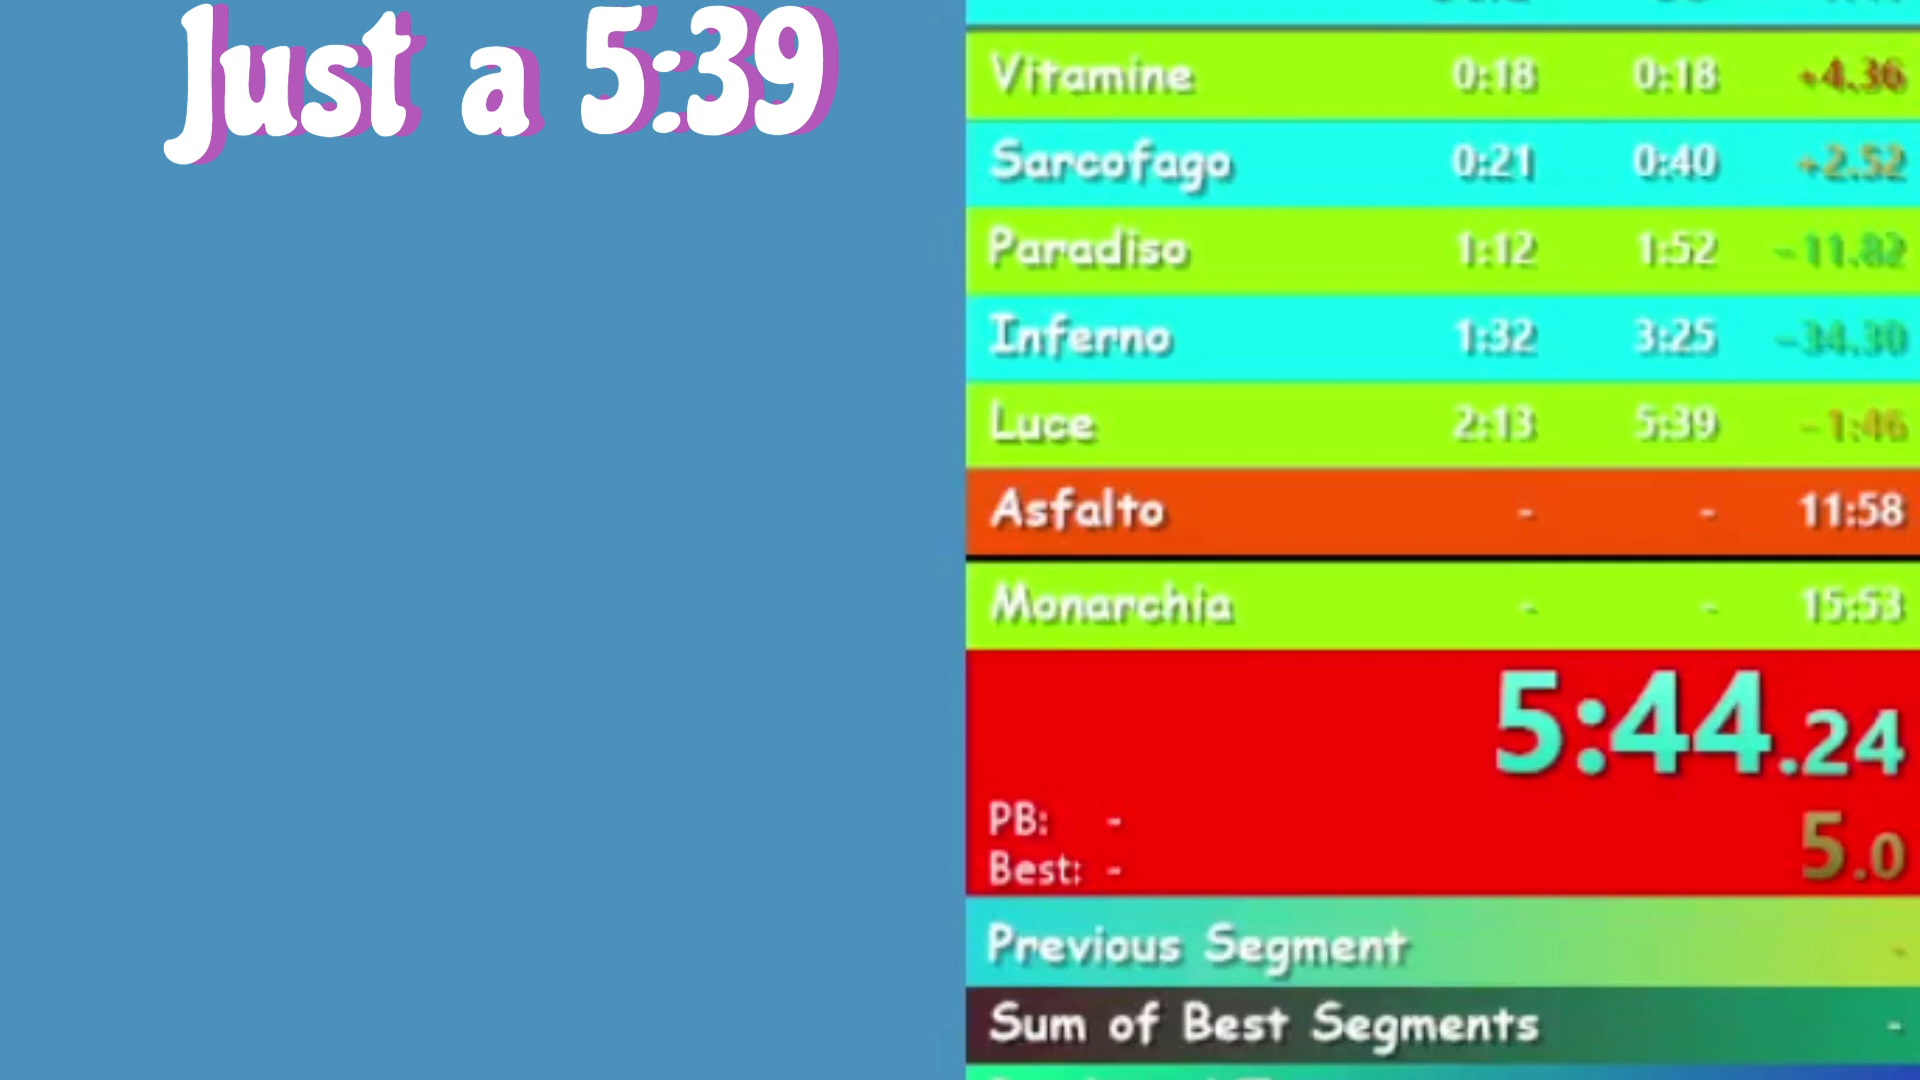 Just a 5:39
Vitamine 0:18 0:18 +4.36
Sarcofago 0:21 0:40 +2.52
Paradiso 1:12 1:52 -11.82
Inferno 1:32 3:25 -34.30
Luce 2:13 5:39 -1:46
Asfalto - - 11:58
Monarchia - - 15:53
5:44.24
PB: -
5.0
Best: -
Previous Segment -
Sum of Best Segments -